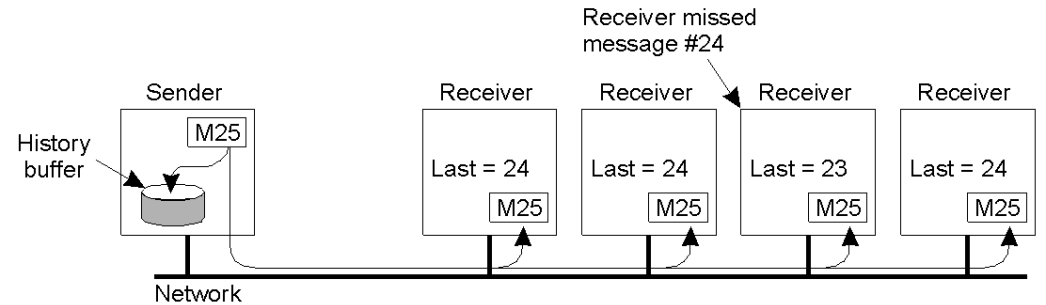 Receiver missed
message #24
Sender
Receiver
Receiver
Receiver
Receiver
M25
History
buffer
Last = 24
Last = 24
Last = 23
Last = 24
M25
M25
M25
M25
Network